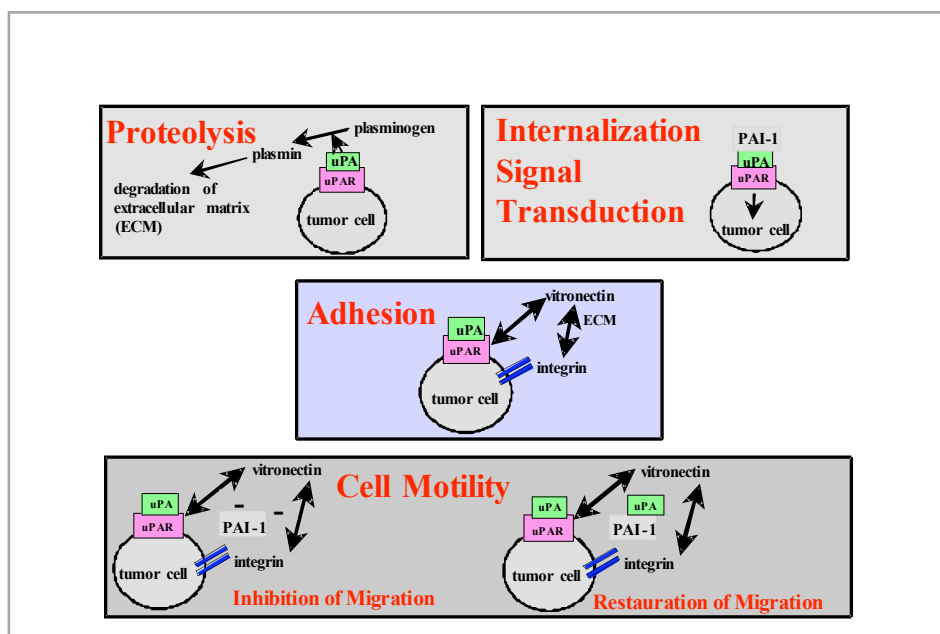 Proteolysis
plasminogen
plasmin
uPA
uPAR
degradation of
extracellular matrix
(ECM)
tumor cell
Internalization
Signal
Transduction
PAI-1
uPA
uPAR
tumor cell
Adhesion
vitronectin
ECM
uPA
uPAR
integrin
tumor cell
Cell Motility
vitronectin
uPA
- -
PAI-1
uPAR
integrin
tumor cell
Inhibition of Migration
vitronectin
uPA
uPA
uPAR
PAI-1
integrin
tumor cell
Restauration of Migration